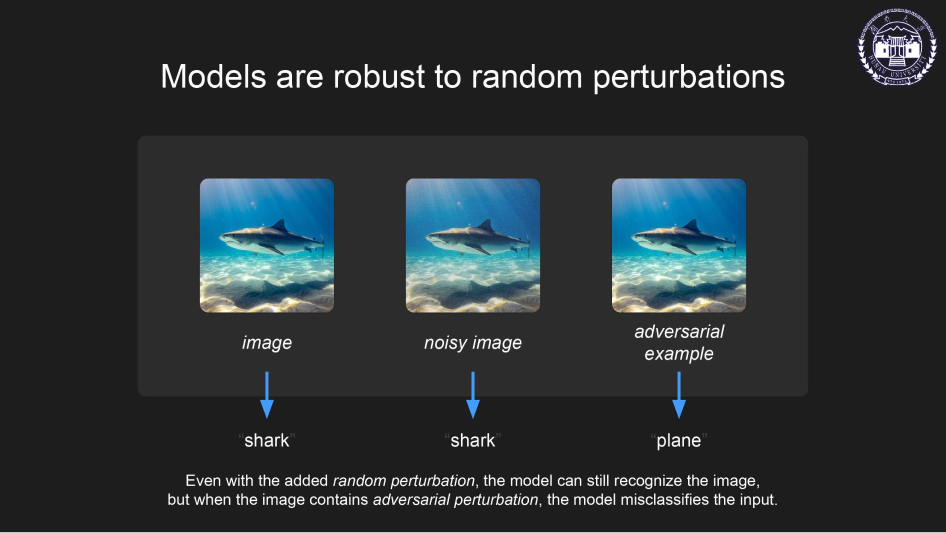 Models are robust to random perturbations
image
noisy image
adversarial
example
“shark”
“shark”
“plane”
Even with the added random perturbation, the model can still recognize the image,
but when the image contains adversarial perturbation, the model misclassifies the input.
HUNAN UNIVERSITY